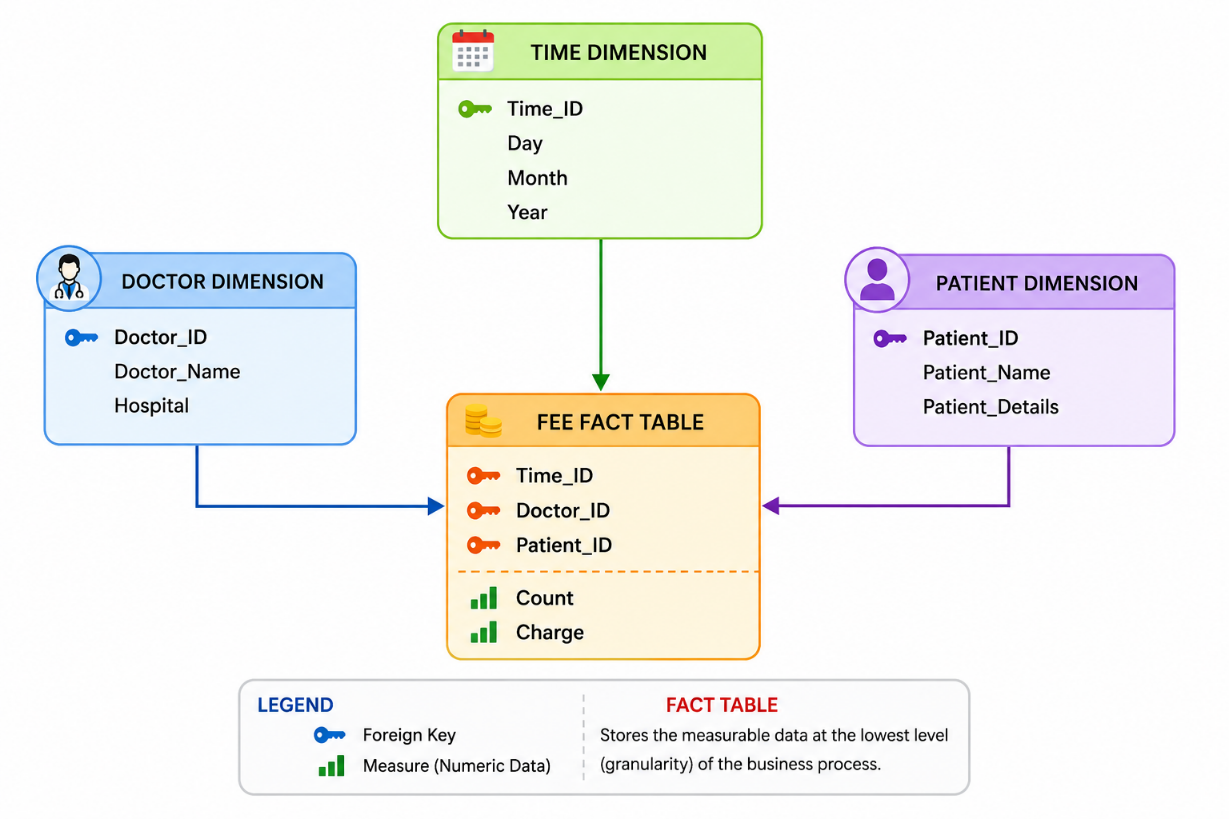 TIME DIMENSION
Time_ID
Day
Month
Year
DOCTOR DIMENSION
Doctor_ID
Doctor_Name
Hospital
PATIENT DIMENSION
Patient_ID
Patient_Name
Patient_Details
FEE FACT TABLE
Time_ID
Doctor_ID
Patient_ID
Count
Charge
LEGEND
Foreign Key
Measure (Numeric Data)
FACT TABLE
Stores the measurable data at the lowest level
(granularity) of the business process.